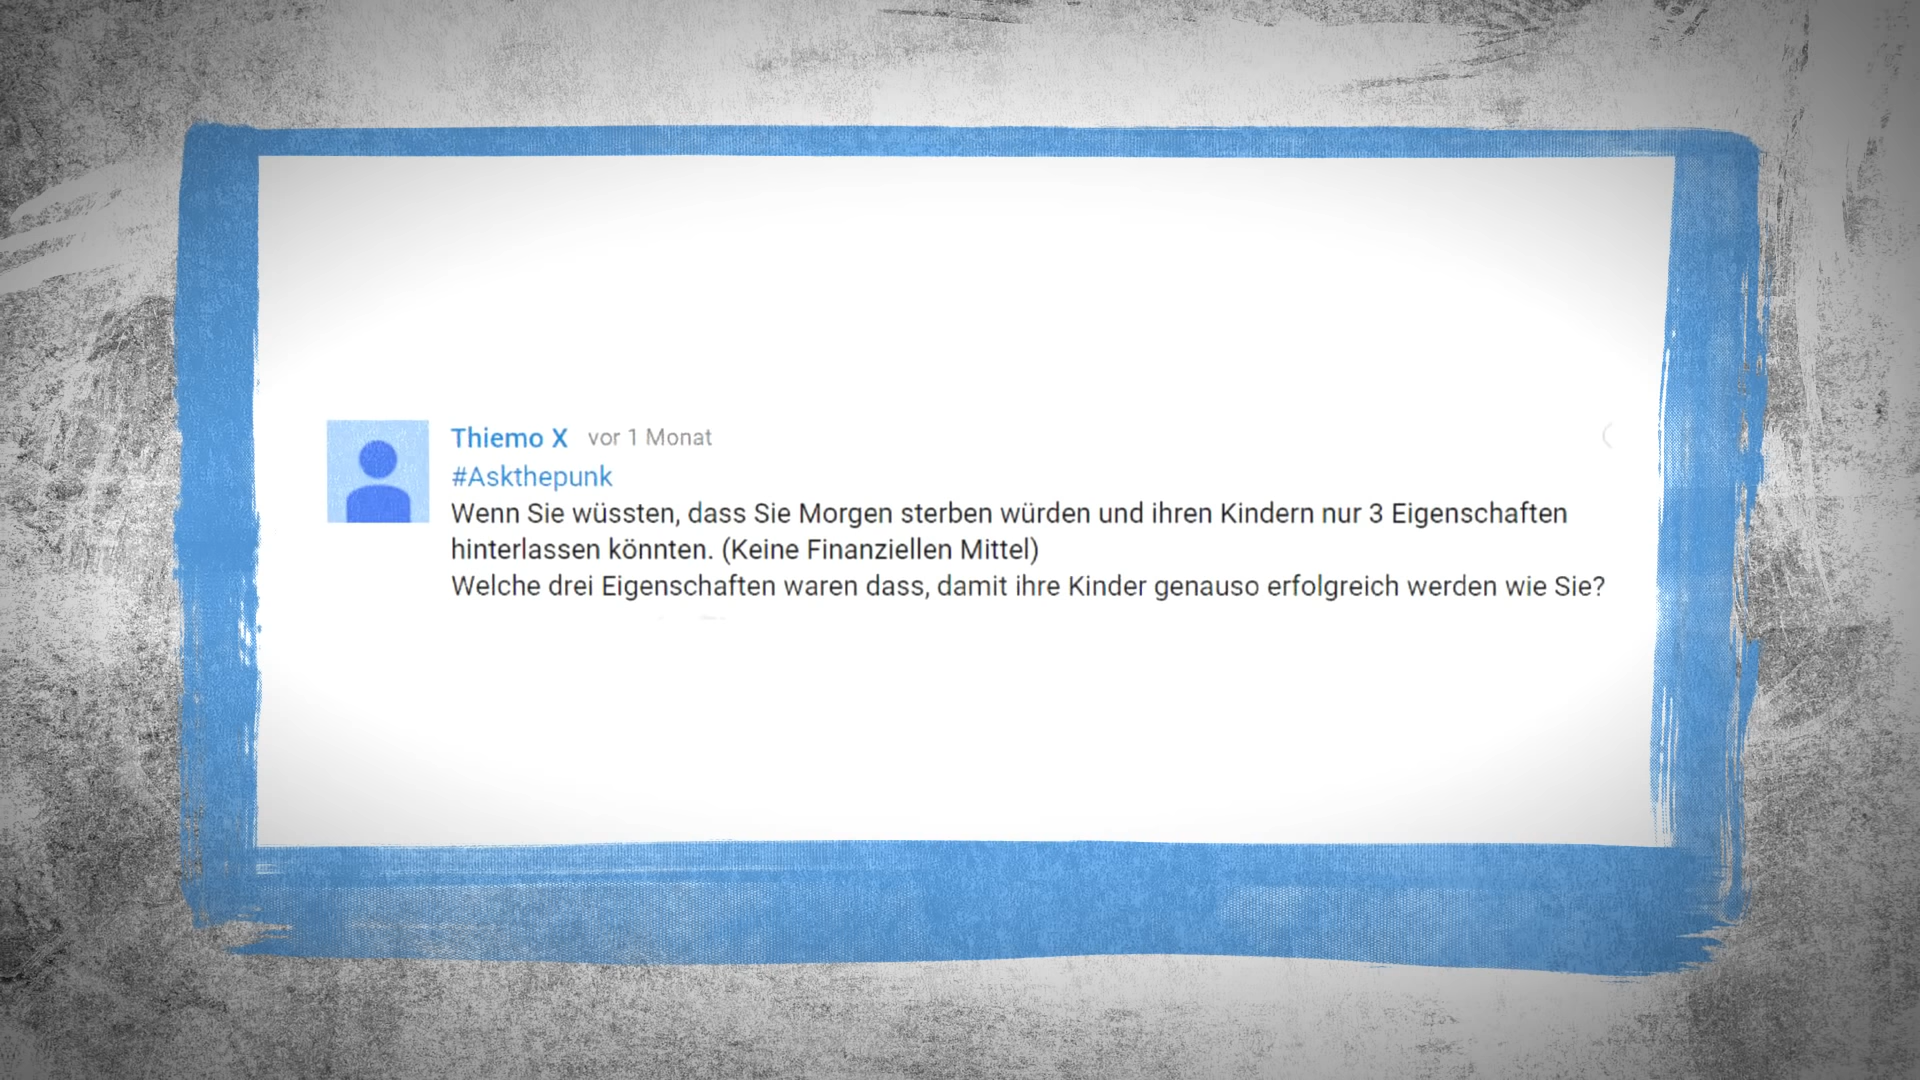 Thiemo X vor 1 Monat
#Askthepunk
Wenn Sie wüssten, dass Sie Morgen sterben würden und ihren Kindern nur 3 Eigenschaften
hinterlassen könnten. (Keine Finanziellen Mittel)
Welche drei Eigenschaften waren dass, damit ihre Kinder genauso erfolgreich werden wie Sie?